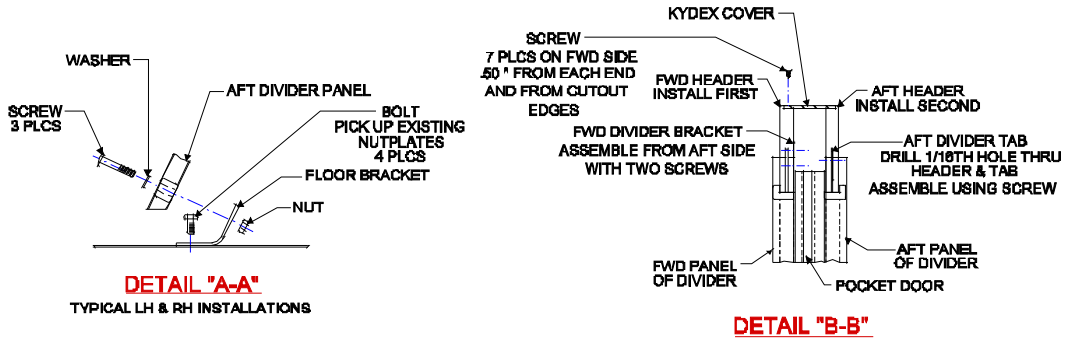 WASHER
SCREW
3 PLCS
AFT DIVIDER PANEL
BOLT
PICK UP EXISTING
NUTPLATES
4 PLCS
FLOOR BRACKET
NUT
DETAIL "A-A"
TYPICAL LH & RH INSTALLATIONS
KYDEX COVER
SCREW
7 PLCS ON FWD SIDE
.50 " FROM EACH END
AND FROM CUTOUT
EDGES
FWD HEADER
INSTALL FIRST
AFT HEADER
INSTALL SECOND
FWD DIVIDER BRACKET
ASSEMBLE FROM AFT SIDE
WITH TWO SCREWS
AFT DIVIDER TAB
DRILL 1/16TH HOLE THRU
HEADER & TAB
ASSEMBLE USING SCREW
FWD PANEL
OF DIVIDER
AFT PANEL
OF DIVIDER
POCKET DOOR
DETAIL "B-B"